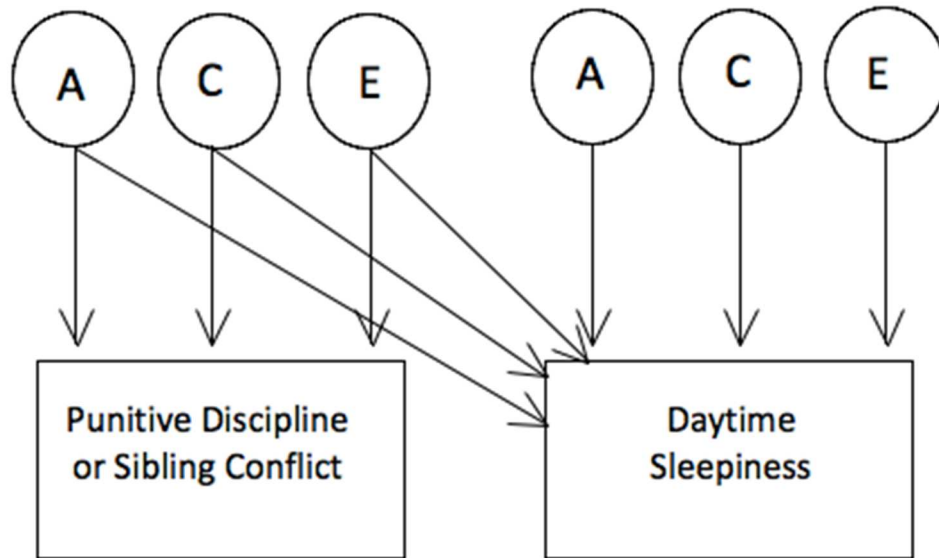 A C E A C E
Punitive Discipline
or Sibling Conflict
Daytime
Sleepiness